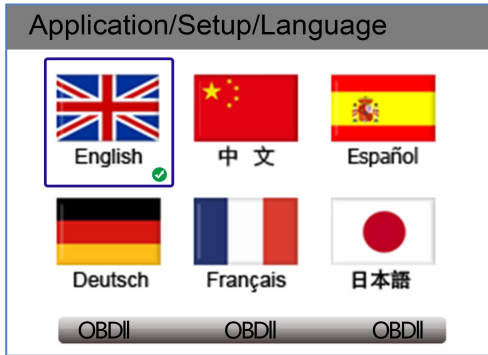 Application/Setup/Language
English 中 文 Español
Deutsch Français 日本語
OBDII OBDII OBDII